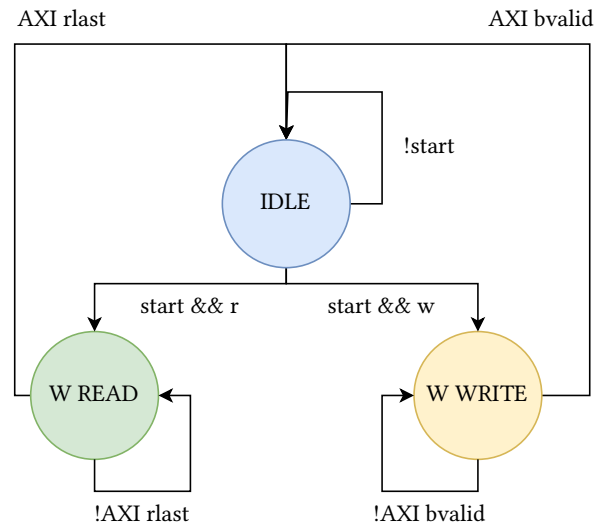 AXI rlast
AXI bvalid
!start
IDLE
start && r
start && w
W READ
W WRITE
!AXI rlast
!AXI bvalid